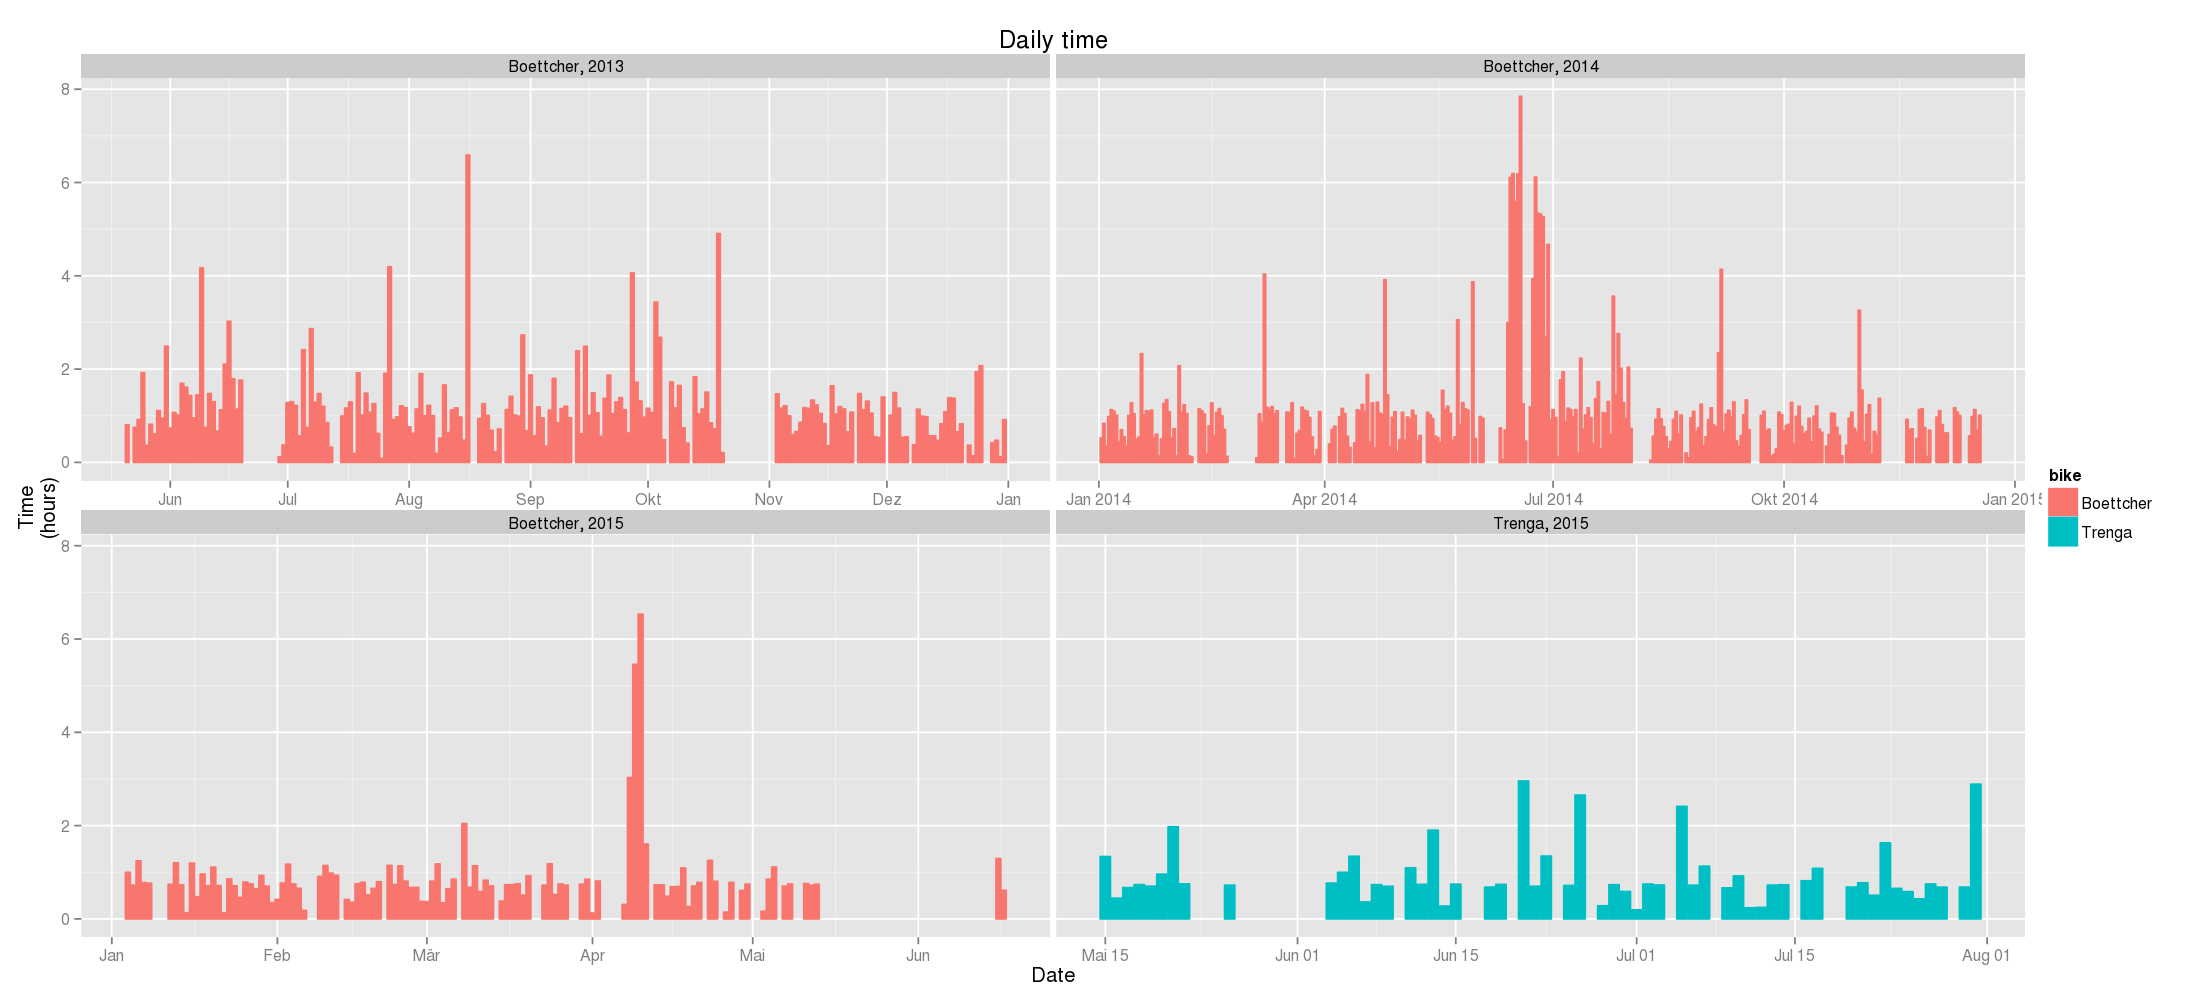 Daily time
Boettcher, 2013
Boettcher, 2014
8
6
4
2
0
Jun Jul Aug Sep Okt Nov Dez Jan
Jan 2014 Apr 2014 Jul 2014 Okt 2014 Jan 2015
Time
(hours)
bike
Boettcher
Trenga
Boettcher, 2015
Trenga, 2015
8
6
4
2
0
Jan Feb Mär Apr Mai Jun
Mai 15 Jun 01 Jun 15 Jul 01 Jul 15 Aug 01
Date